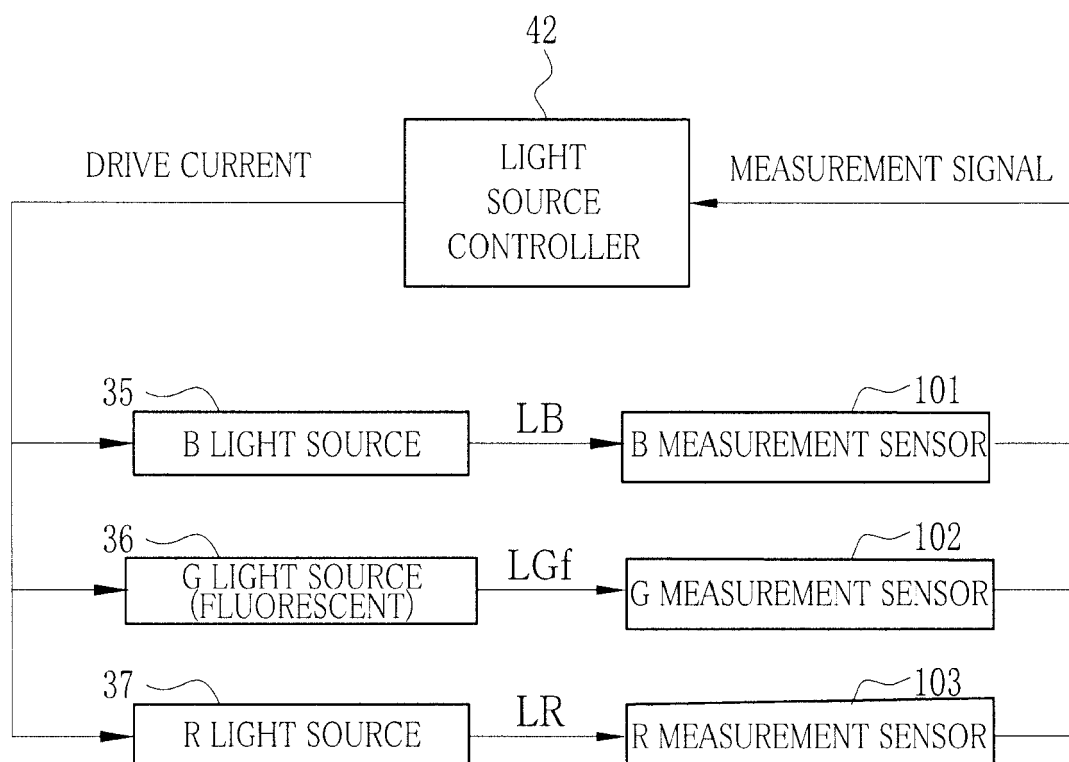 42
DRIVE CURRENT
LIGHT
SOURCE
CONTROLLER
MEASUREMENT SIGNAL
35
B LIGHT SOURCE
LB
101
B MEASUREMENT SENSOR
36
G LIGHT SOURCE
(FLUORESCENT)
LGf
102
G MEASUREMENT SENSOR
37
R LIGHT SOURCE
LR
103
R MEASUREMENT SENSOR